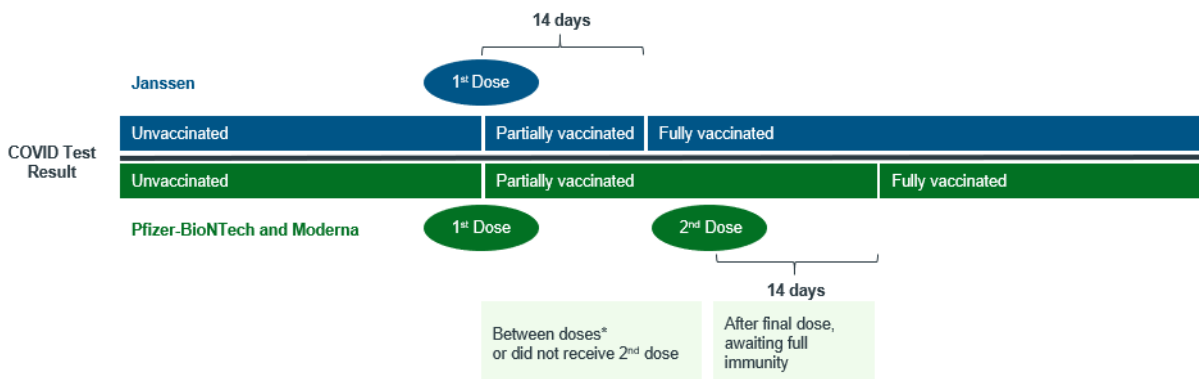 14 days
Janssen
1st Dose
Unvaccinated
Partially vaccinated
Fully vaccinated
COVID Test
Result
Unvaccinated
Partially vaccinated
Fully vaccinated
Pfizer-BioNTech and Moderna
1st Dose
2nd Dose
14 days
Between doses*
or did not receive 2nd dose
After final dose,
awaiting full
immunity